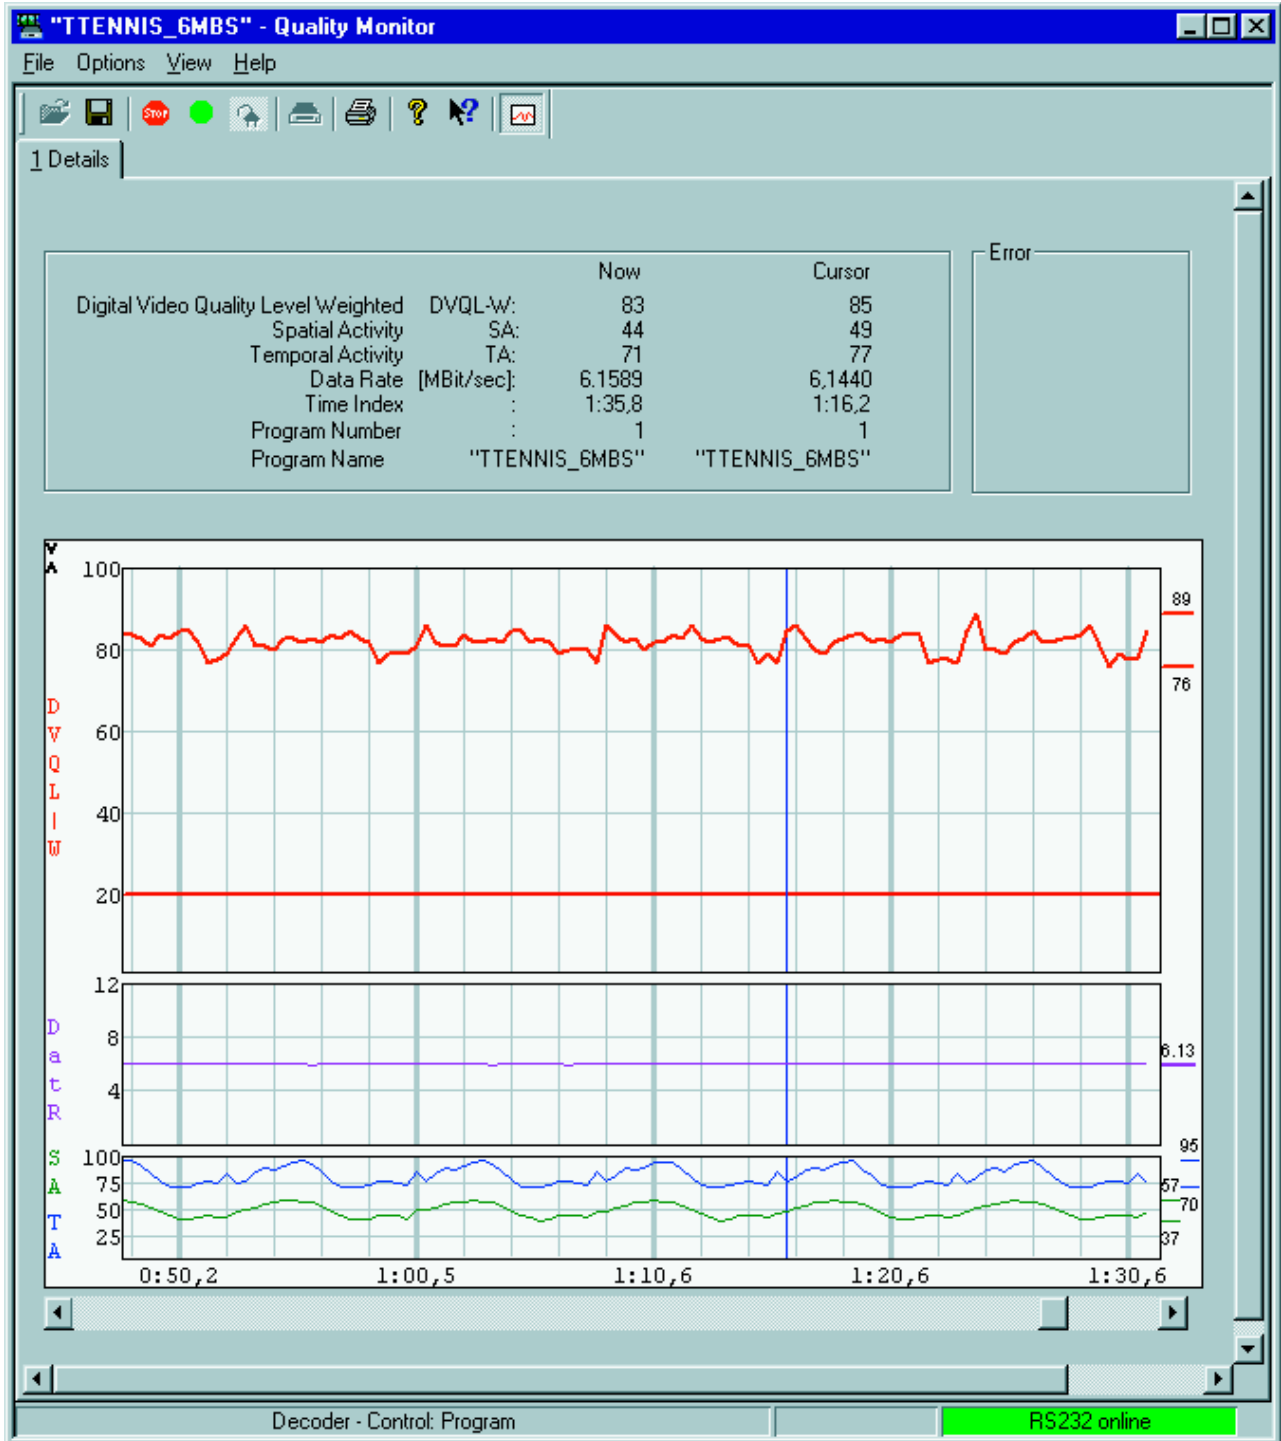 "TTENNIS_6MBS" - Quality Monitor
File Options View Help
STOP
1 Details
Now Cursor
Digital Video Quality Level Weighted DVQL-W: 83 85
Spatial Activity SA: 44 49
Temporal Activity TA: 71 77
Data Rate [MBit/sec]: 6.1589 6,1440
Time Index : 1:35,8 1:16,2
Program Number : 1 1
Program Name "TTENNIS_6MBS" "TTENNIS_6MBS"
Error
100
80
60
40
20
DVQL|W
89
76
12
8
4
DatR
6.13
100
75
50
25
SA
TA
95
57
70
37
0:50,2 1:00,5 1:10,6 1:20,6 1:30,6
Decoder - Control: Program
RS232 online